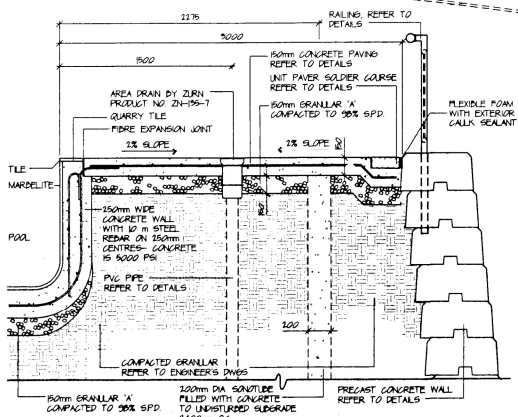 2275
RAILING, REFER TO
DETAILS
3000
1500
150mm CONCRETE PAVING
REFER TO DETAILS
AREA DRAIN BY ZURN
PRODUCT NO. ZN-135-7
UNIT PAVER SOLDIER COURSE
REFER TO DETAILS
QUARRY TILE
150mm GRANULAR 'A'
COMPACTED TO 98% S.P.D.
FLEXIBLE FOAM
WITH EXTERIOR
CAULK SEALANT
FIBRE EXPANSION JOINT
2% SLOPE
2% SLOPE
150
TILE
MARBELITE
150
250mm WIDE
CONCRETE WALL
WITH 10 m STEEL
REBAR ON 250mm
CENTRES- CONCRETE
IS 5000 PSI
POOL
PVC PIPE
REFER TO DETAILS
200
COMPACTED GRANULAR
REFER TO ENGINEER'S DWGS
150mm GRANULAR 'A'
COMPACTED TO 98% S.P.D.
200mm DIA SONOTUBE
FILLED WITH CONCRETE
TO UNDISTURBED SUBGRADE
PRECAST CONCRETE WALL
REFER TO DETAILS